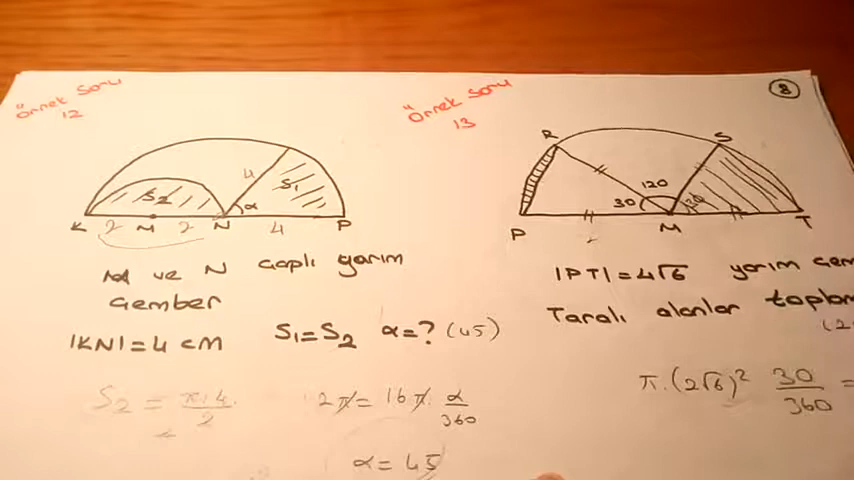 Örnek Soru
12
K
M
N
P
2
2
4
4
S2
S1
α
M ve N Çaplı yarım
Çember
|KN|=4 cm
S1=S2 α=? (45)
S2 = π.4 / 2
2π = 16π. α / 360
α = 45
Örnek Soru
13
8
R
S
P
M
T
30
120
30
|PT|=4√6 yarım Çem
Taralı alanlar toplam
(2
π.(2√6)² 30 / 360 =